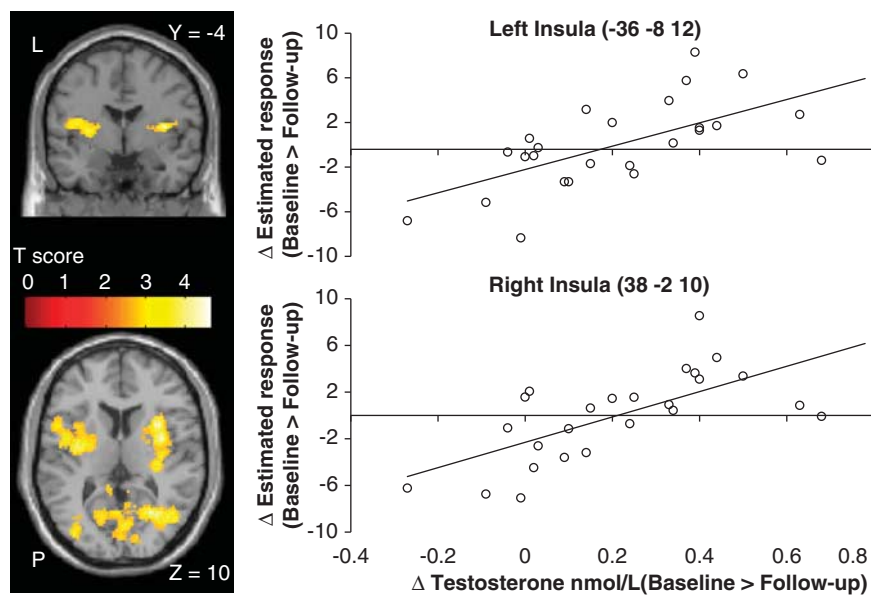 L
Y = -4
T score
0 1 2 3 4
P
Z = 10
Left Insula (-36 -8 12)
Δ Estimated response
(Baseline > Follow-up)
10
6
2
-2
-6
-10
Right Insula (38 -2 10)
Δ Estimated response
(Baseline > Follow-up)
10
6
2
-2
-6
-10
-0.4 -0.2 0 0.2 0.4 0.6 0.8
Δ Testosterone nmol/L(Baseline > Follow-up)